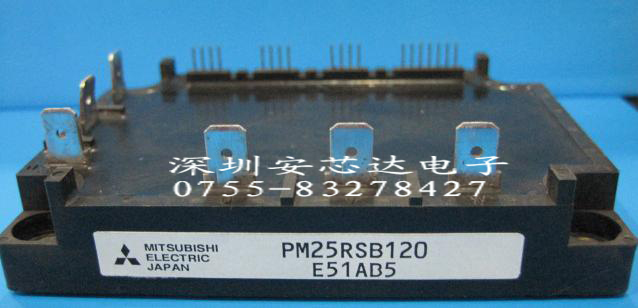 深圳安芯达电子
0755-83278427
MITSUBISHI
ELECTRIC
JAPAN
PM25RSB120
E51AB5